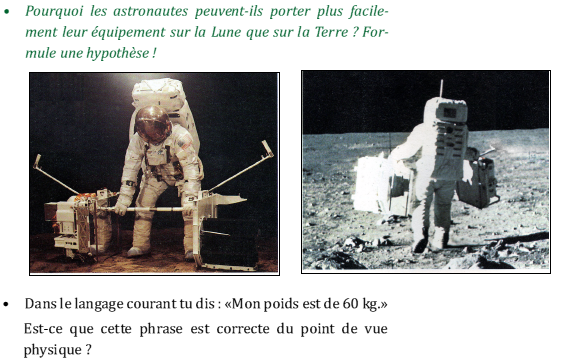 • Pourquoi les astronautes peuvent-ils porter plus facile-
ment leur équipement sur la Lune que sur la Terre ? For-
mule une hypothèse !
• Dans le langage courant tu dis : «Mon poids est de 60 kg.»
Est-ce que cette phrase est correcte du point de vue
physique ?